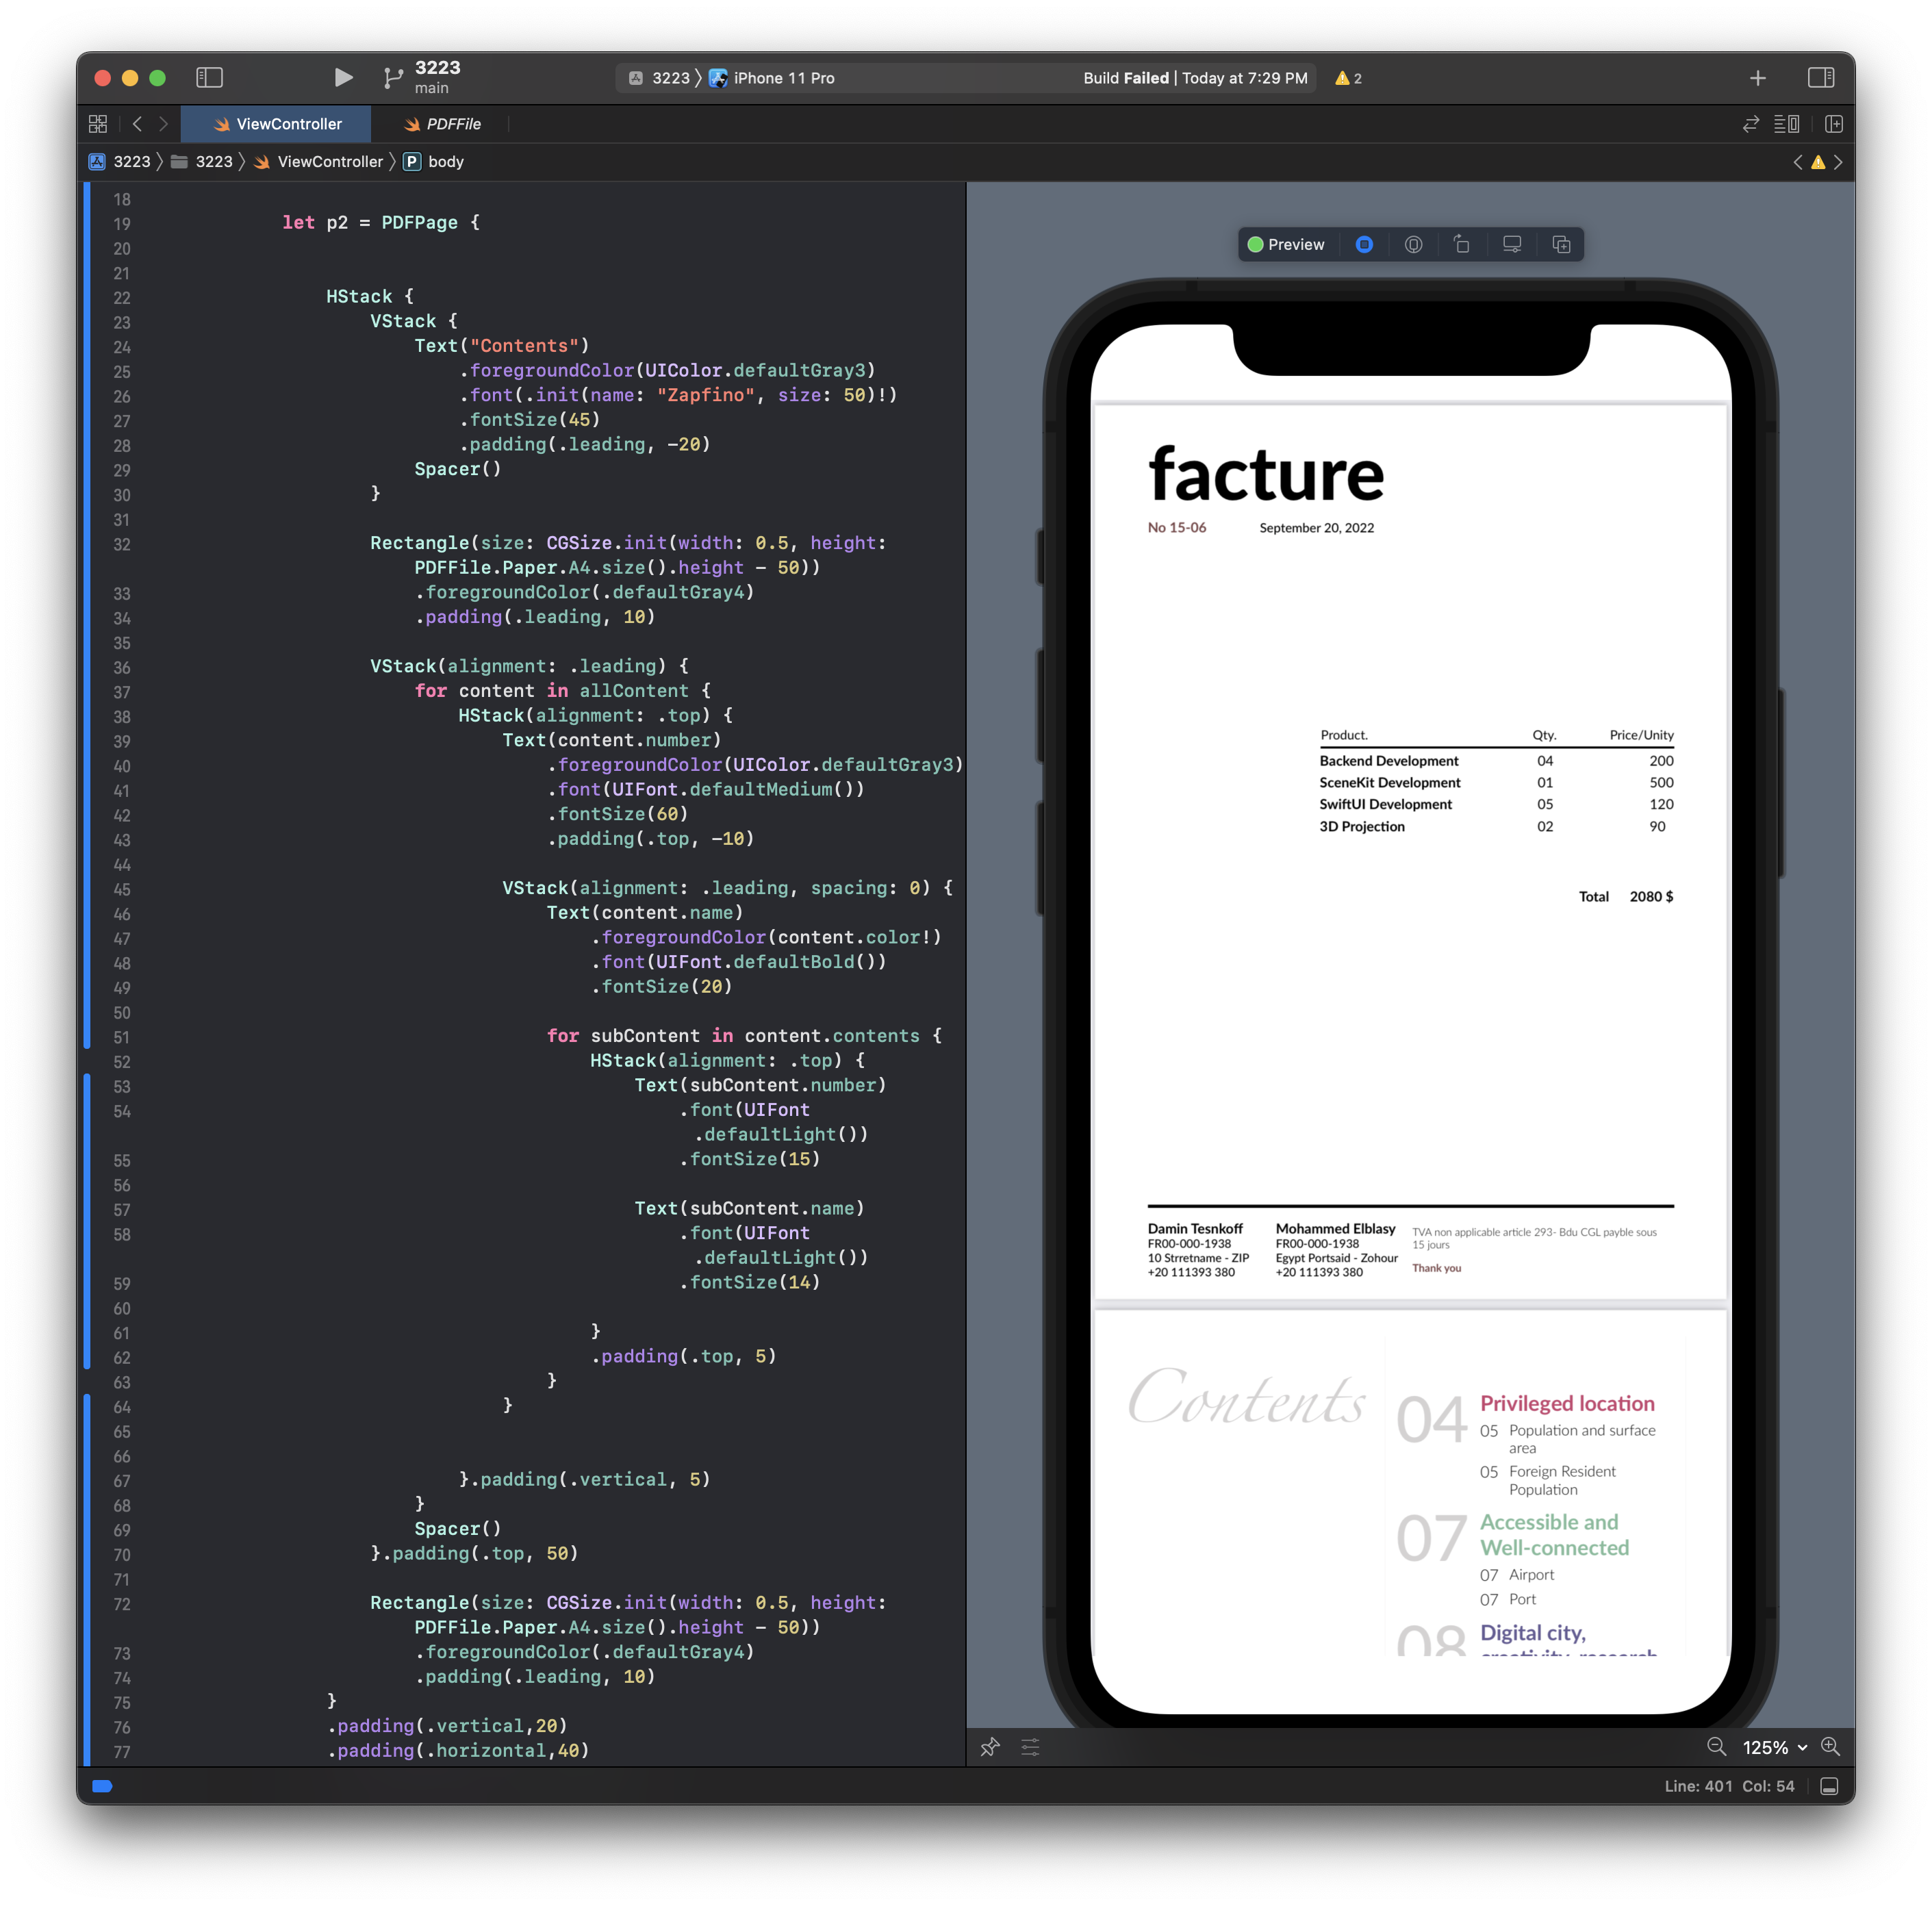 3223
main
3223 〉 iPhone 11 Pro
Build Failed | Today at 7:29 PM
2
ViewController
PDFFile
3223 〉 3223 〉 ViewController 〉 P body
18
19 let p2 = PDFPage {
20
21
22 HStack {
23 VStack {
24 Text("Contents")
25 .foregroundColor(UIColor.defaultGray3)
26 .font(.init(name: "Zapfino", size: 50)!)
27 .fontSize(45)
28 .padding(.leading, -20)
29 Spacer()
30 }
31
32 Rectangle(size: CGSize.init(width: 0.5, height:
PDFFile.Paper.A4.size().height - 50))
33 .foregroundColor(.defaultGray4)
34 .padding(.leading, 10)
35
36 VStack(alignment: .leading) {
37 for content in allContent {
38 HStack(alignment: .top) {
39 Text(content.number)
40 .foregroundColor(UIColor.defaultGray3)
41 .font(UIFont.defaultMedium())
42 .fontSize(60)
43 .padding(.top, -10)
44
45 VStack(alignment: .leading, spacing: 0) {
46 Text(content.name)
47 .foregroundColor(content.color!)
48 .font(UIFont.defaultBold())
49 .fontSize(20)
50
51 for subContent in content.contents {
52 HStack(alignment: .top) {
53 Text(subContent.number)
54 .font(UIFont
.defaultLight())
55 .fontSize(15)
56
57 Text(subContent.name)
58 .font(UIFont
.defaultLight())
59 .fontSize(14)
60
61 }
62 .padding(.top, 5)
63 }
64 }
65
66
67 }.padding(.vertical, 5)
68 }
69 Spacer()
70 }.padding(.top, 50)
71
72 Rectangle(size: CGSize.init(width: 0.5, height:
PDFFile.Paper.A4.size().height - 50))
73 .foregroundColor(.defaultGray4)
74 .padding(.leading, 10)
75 }
76 .padding(.vertical,20)
77 .padding(.horizontal,40)
Preview
facture
No 15-06 September 20, 2022
Product. Qty. Price/Unity
Backend Development 04 200
SceneKit Development 01 500
SwiftUI Development 05 120
3D Projection 02 90
Total 2080 $
Damin Tesnkoff
FR00-000-1938
10 Strretname - ZIP
+20 111393 380
Mohammed Elblasy
FR00-000-1938
Egypt Portsaid - Zohour
+20 111393 380
TVA non applicable article 293- Bdu CGL payble sous
15 jours
Thank you
Contents
04 Privileged location
05 Population and surface
area
05 Foreign Resident
Population
07 Accessible and
Well-connected
07 Airport
07 Port
08 Digital city,
creativity, research
125%
Line: 401 Col: 54